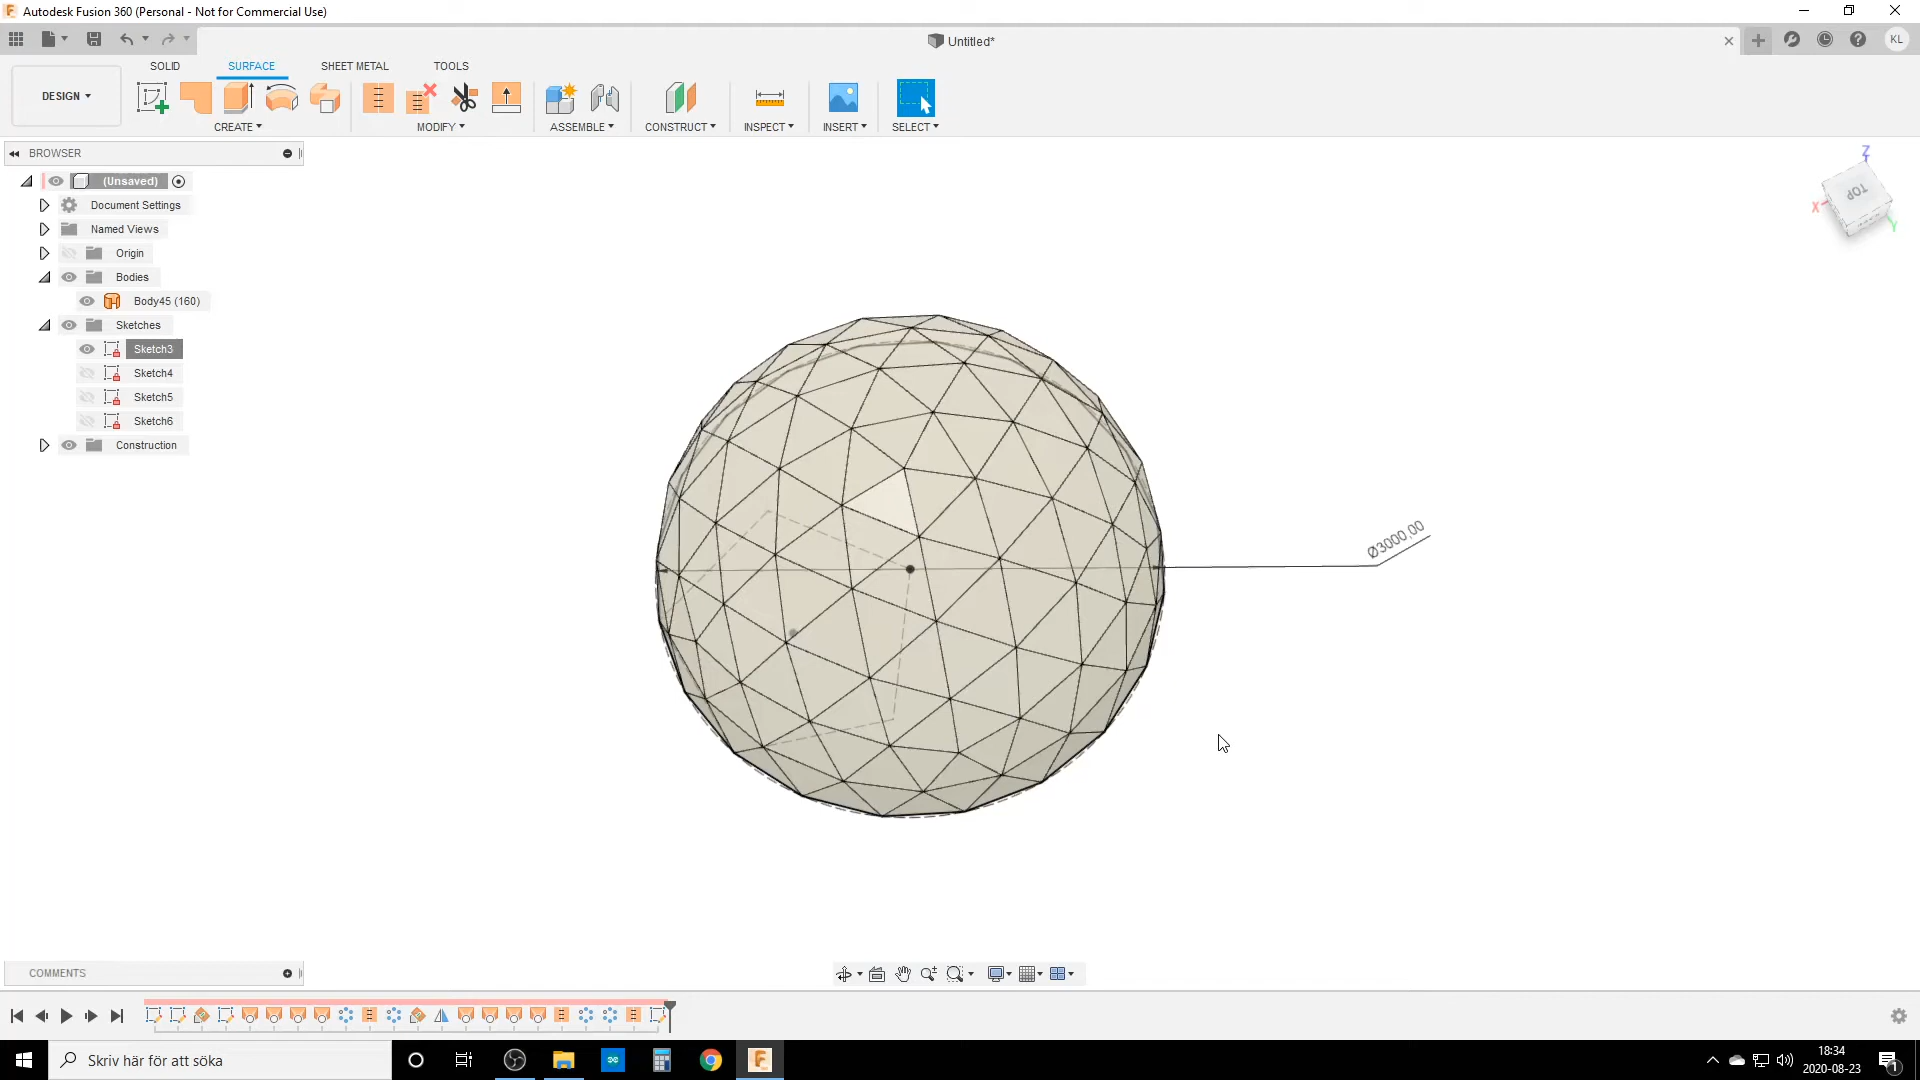 Autodesk Fusion 360 (Personal - Not for Commercial Use)
Untitled*
KL
DESIGN
SOLID
SURFACE
SHEET METAL
TOOLS
CREATE
MODIFY
ASSEMBLE
CONSTRUCT
INSPECT
INSERT
SELECT
BROWSER
(Unsaved)
Document Settings
Named Views
Origin
Bodies
Body45 (160)
Sketches
Sketch3
Sketch4
Sketch5
Sketch6
Construction
Z
TOP
X
Y
Ø3000,00
COMMENTS
Skriv här för att söka
18:34
2020-08-23
1